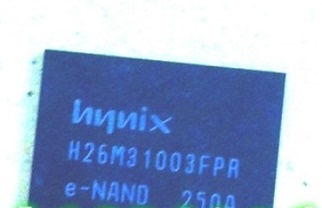 hynix
H26M31003FPR
e-NAND 250A